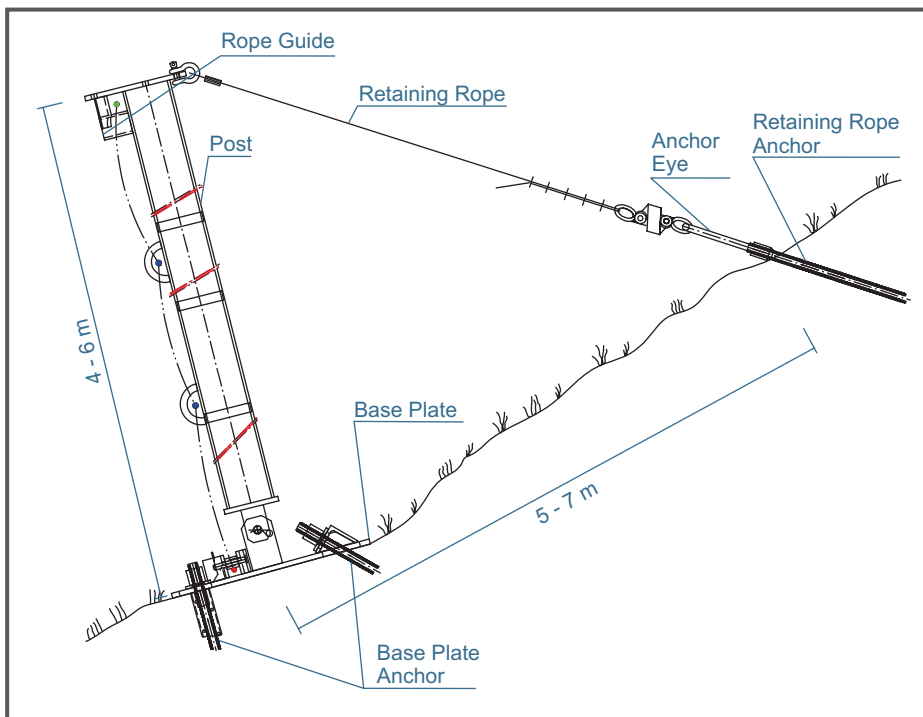 Rope Guide
Retaining Rope
Retaining Rope
Anchor
Anchor
Eye
Post
4 - 6 m
Base Plate
5 - 7 m
Base Plate
Anchor